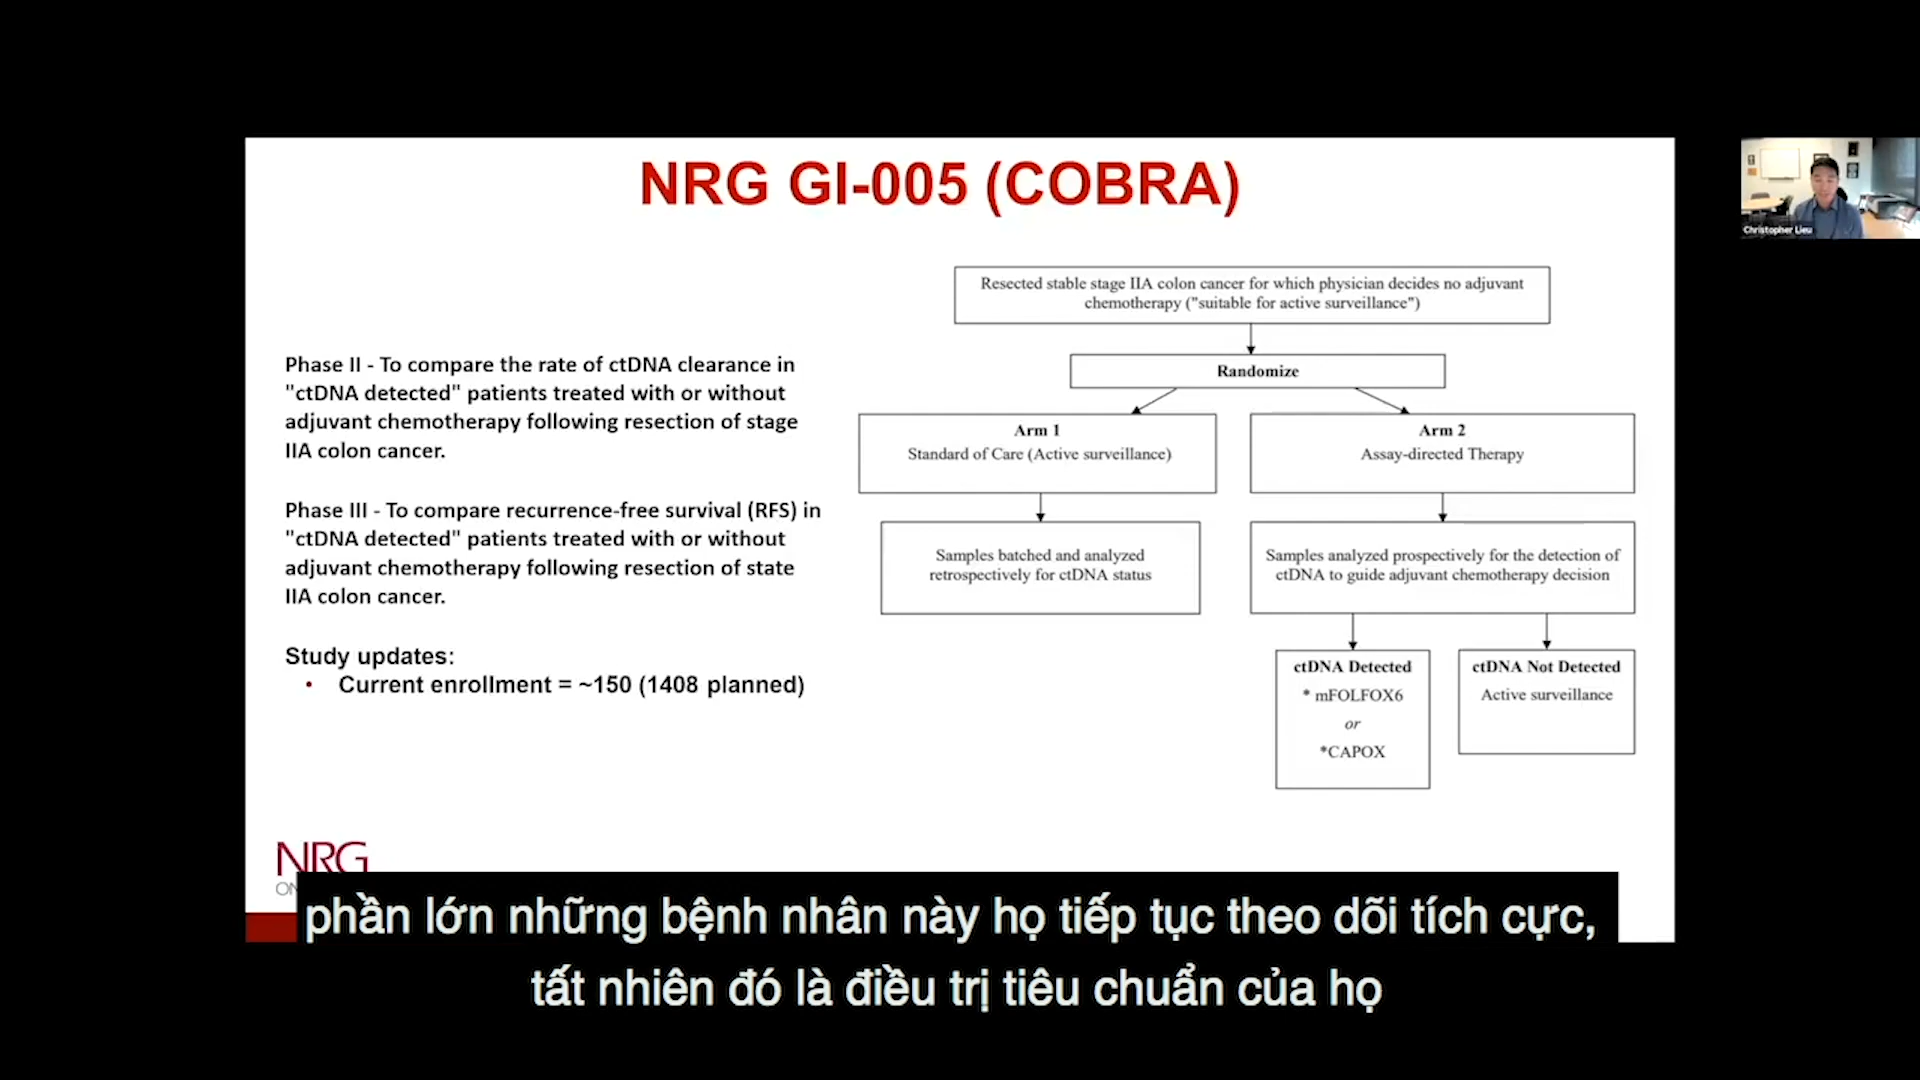 NRG GI-005 (COBRA)
Christopher Lieu
Phase II - To compare the rate of ctDNA clearance in
"ctDNA detected" patients treated with or without
adjuvant chemotherapy following resection of stage
IIA colon cancer.
Phase III - To compare recurrence-free survival (RFS) in
"ctDNA detected" patients treated with or without
adjuvant chemotherapy following resection of state
IIA colon cancer.
Study updates:
• Current enrollment = ~150 (1408 planned)
Resected stable stage IIA colon cancer for which physician decides no adjuvant
chemotherapy ("suitable for active surveillance")
Randomize
Arm 1
Standard of Care (Active surveillance)
Arm 2
Assay-directed Therapy
Samples batched and analyzed
retrospectively for ctDNA status
Samples analyzed prospectively for the detection of
ctDNA to guide adjuvant chemotherapy decision
ctDNA Detected
* mFOLFOX6
or
*CAPOX
ctDNA Not Detected
Active surveillance
NRG
phần lớn những bệnh nhân này họ tiếp tục theo dõi tích cực,
tất nhiên đó là điều trị tiêu chuẩn của họ